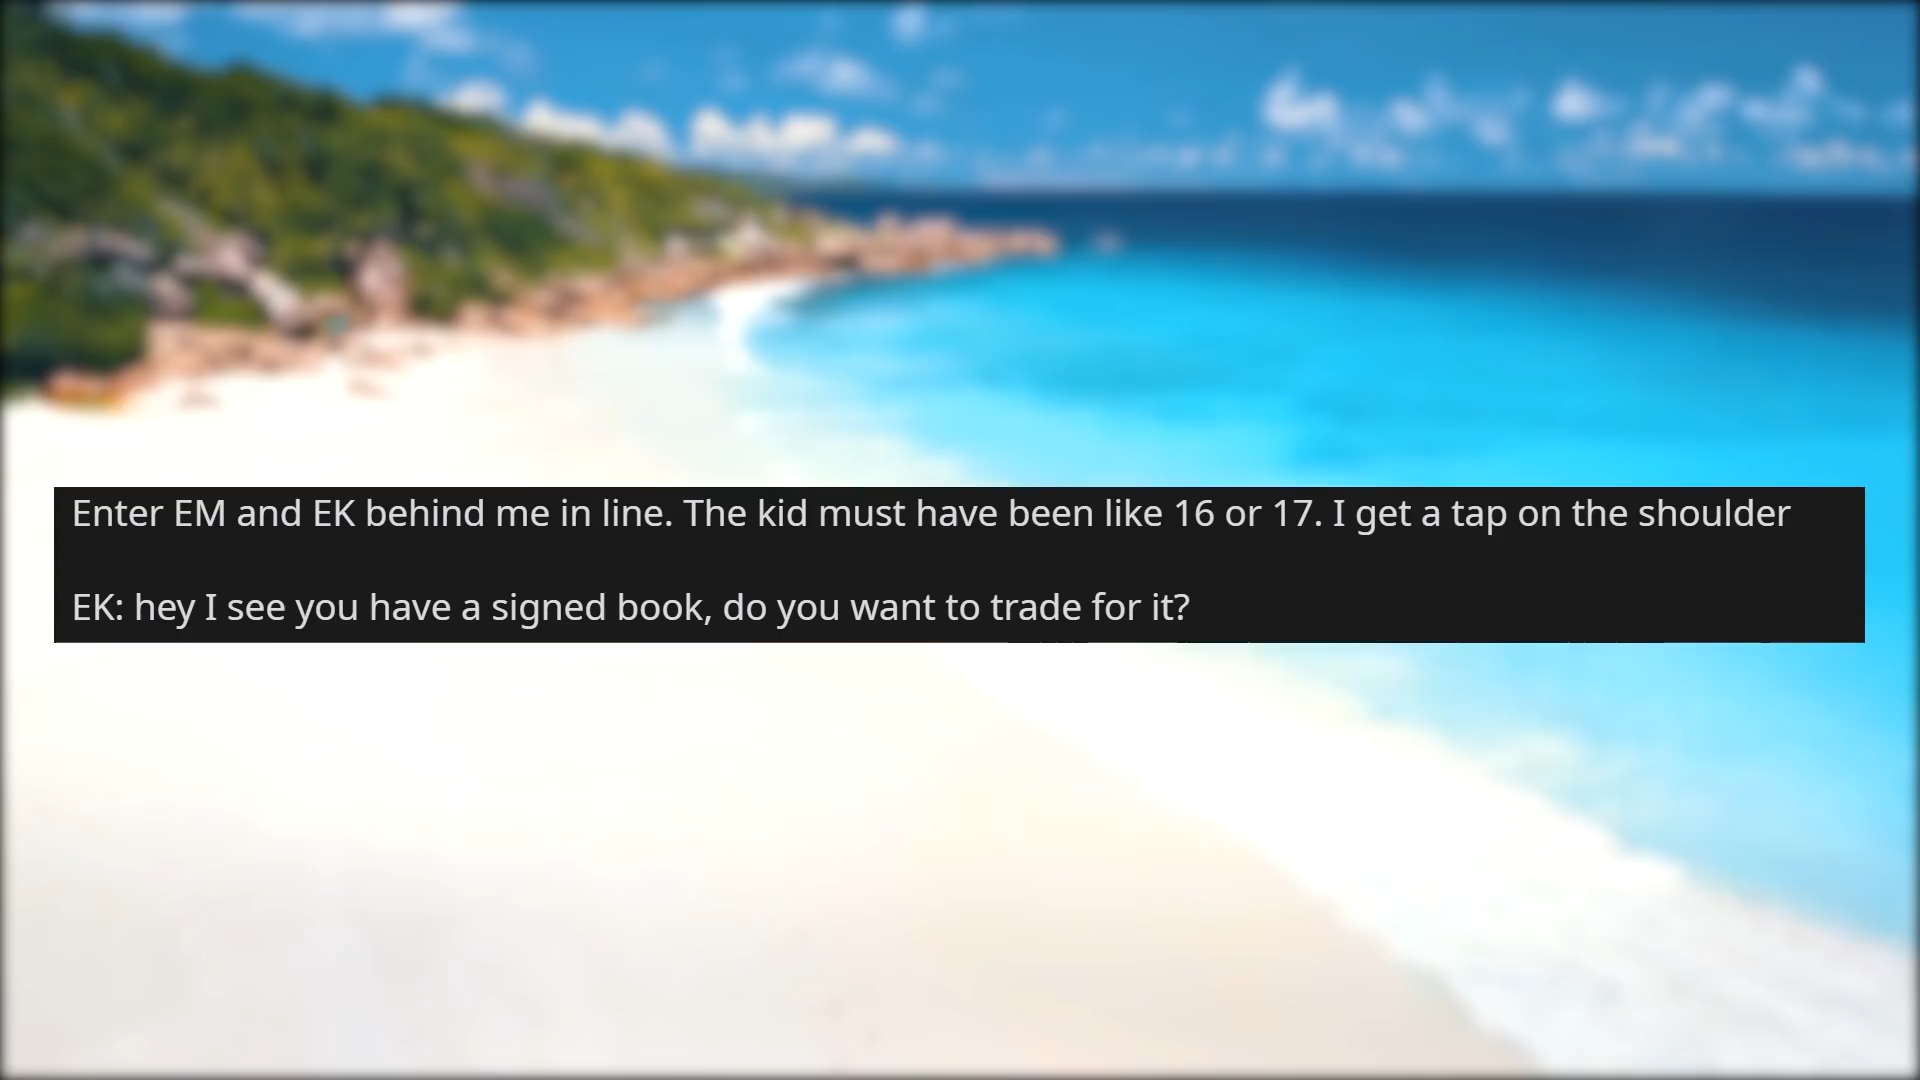 Enter EM and EK behind me in line. The kid must have been like 16 or 17. I get a tap on the shoulder
EK: hey I see you have a signed book, do you want to trade for it?